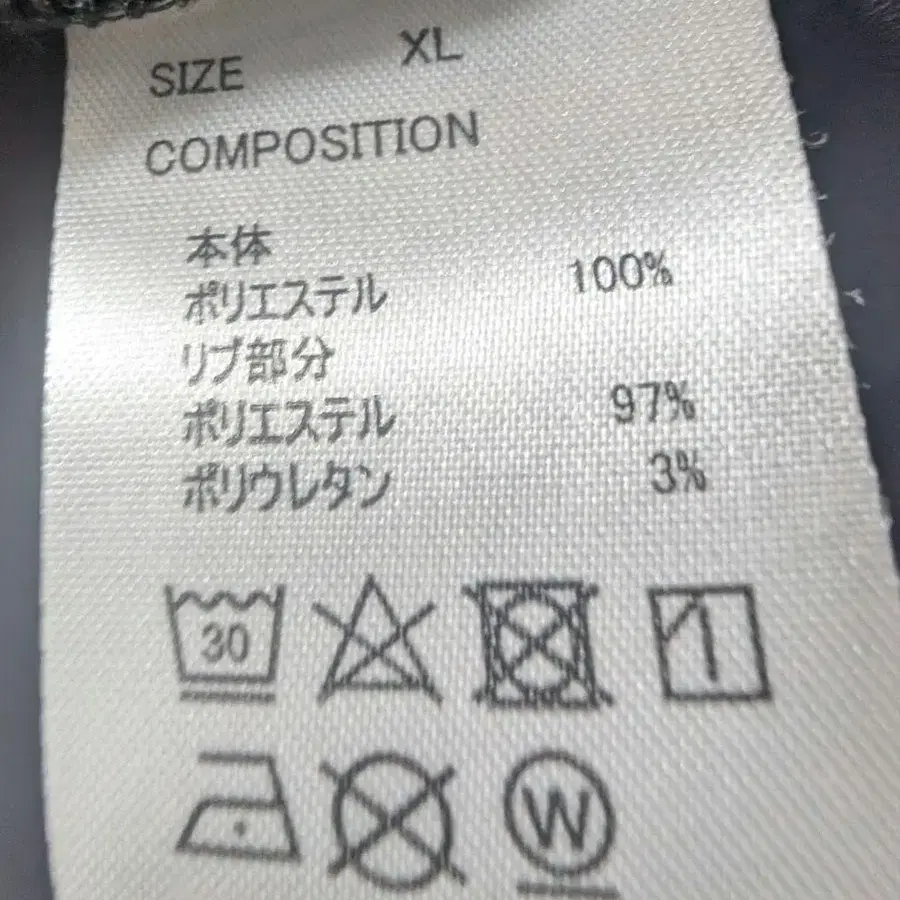 SIZE XL
COMPOSITION
本体
ポリエステル 100%
リブ部分
ポリエステル 97%
ポリウレタン 3%
30
W